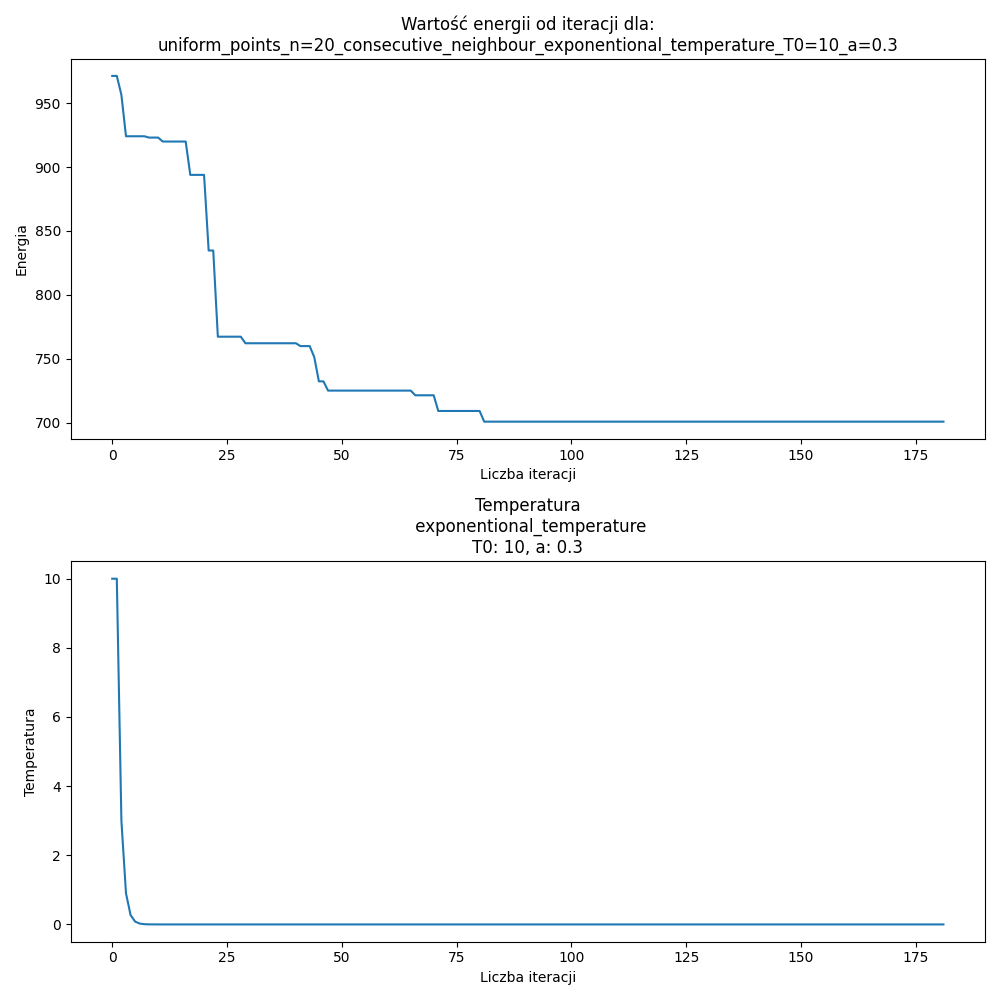 Wartość energii od iteracji dla:
uniform_points_n=20_consecutive_neighbour_exponentional_temperature_T0=10_a=0.3
950
900
850
800
750
700
Energia
0 25 50 75 100 125 150 175
Liczba iteracji
Temperatura
exponentional_temperature
T0: 10, a: 0.3
10
8
6
4
2
0
Temperatura
0 25 50 75 100 125 150 175
Liczba iteracji